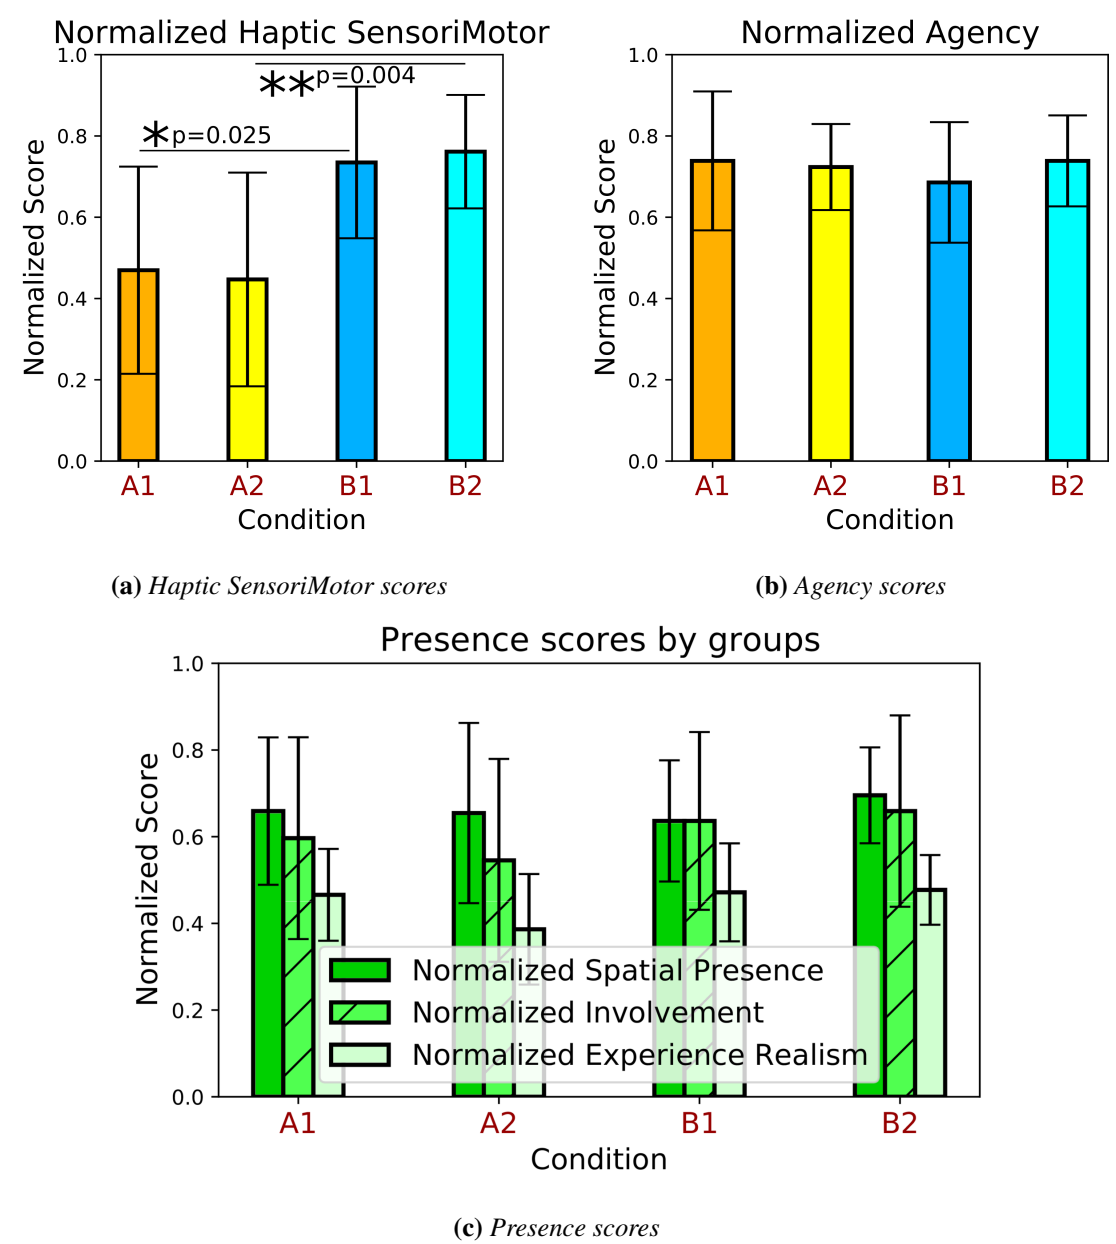 Normalized Haptic SensoriMotor
1.0
0.8
0.6
0.4
0.2
0.0
Normalized Score
**p=0.004
*p=0.025
A1 A2 B1 B2
Condition
(a) Haptic SensoriMotor scores
Normalized Agency
1.0
0.8
0.6
0.4
0.2
0.0
Normalized Score
A1 A2 B1 B2
Condition
(b) Agency scores
Presence scores by groups
1.0
0.8
0.6
0.4
0.2
0.0
Normalized Score
Normalized Spatial Presence
Normalized Involvement
Normalized Experience Realism
A1 A2 B1 B2
Condition
(c) Presence scores